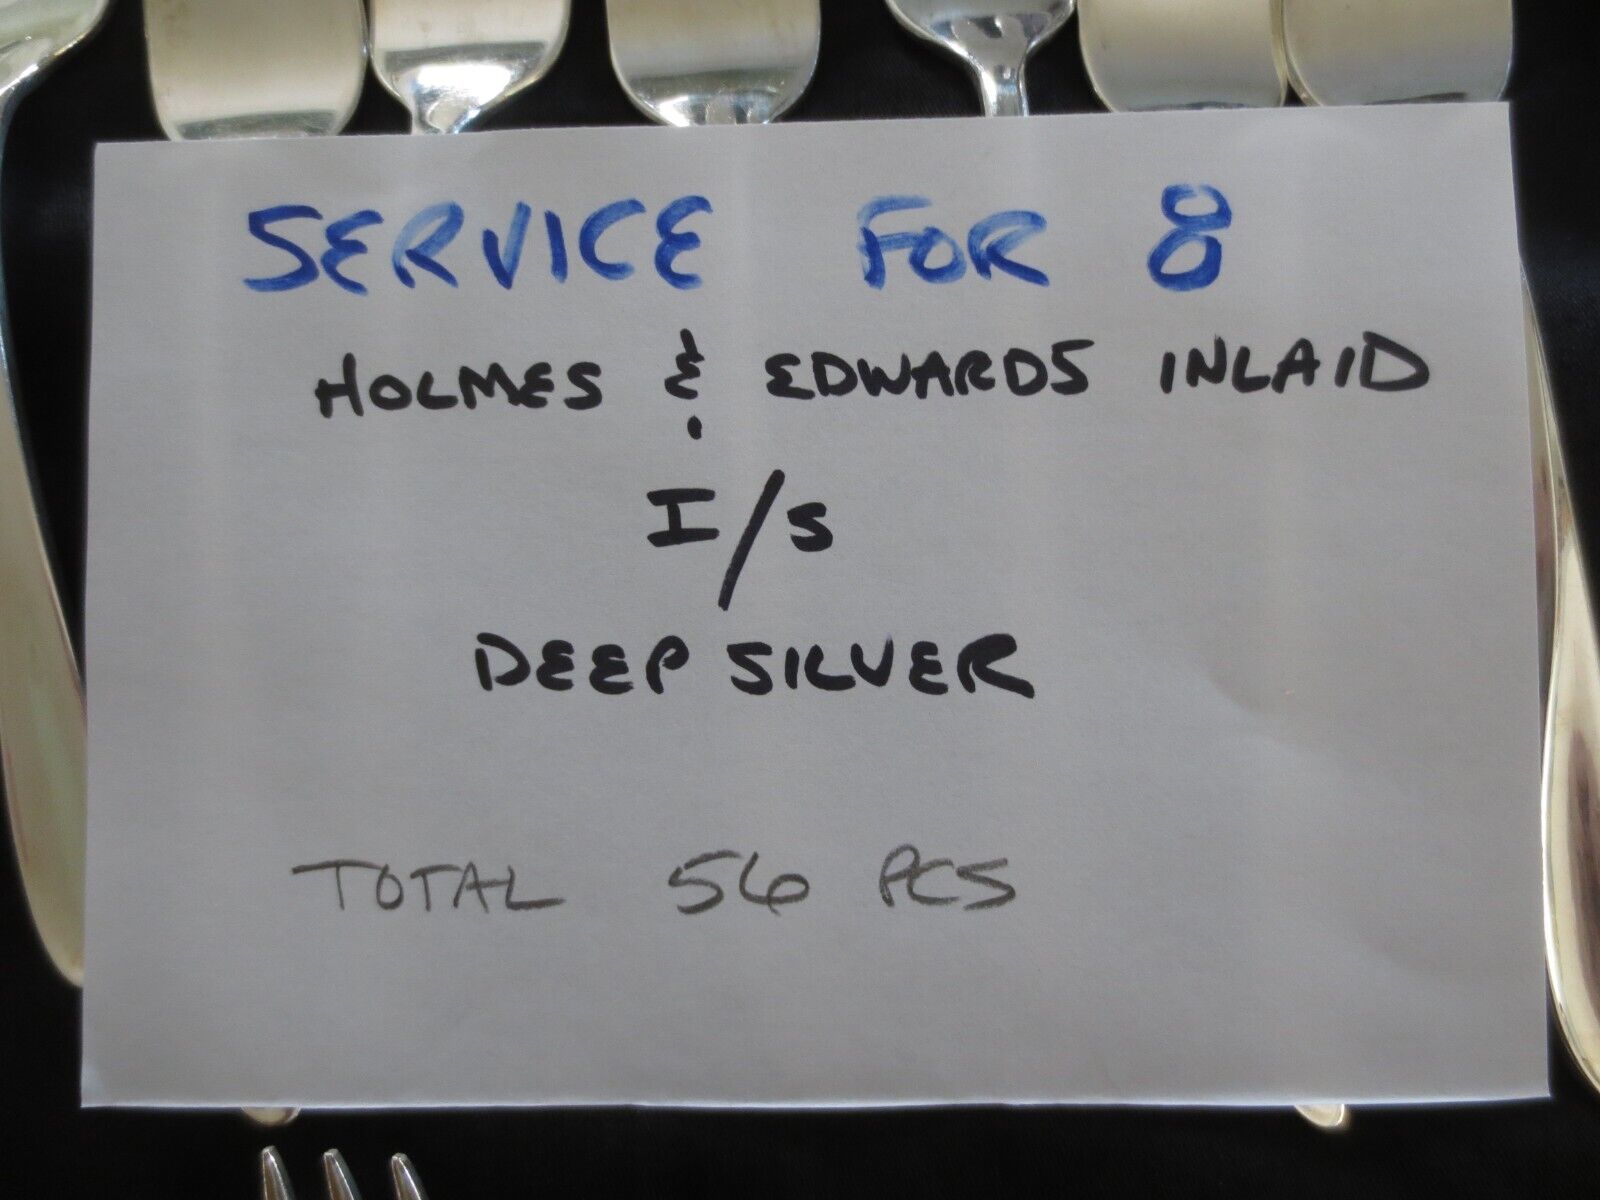 SERVICE FOR 8
HOLMES & EDWARDS INLAID
I/S
DEEP SILVER
TOTAL 56 PCS